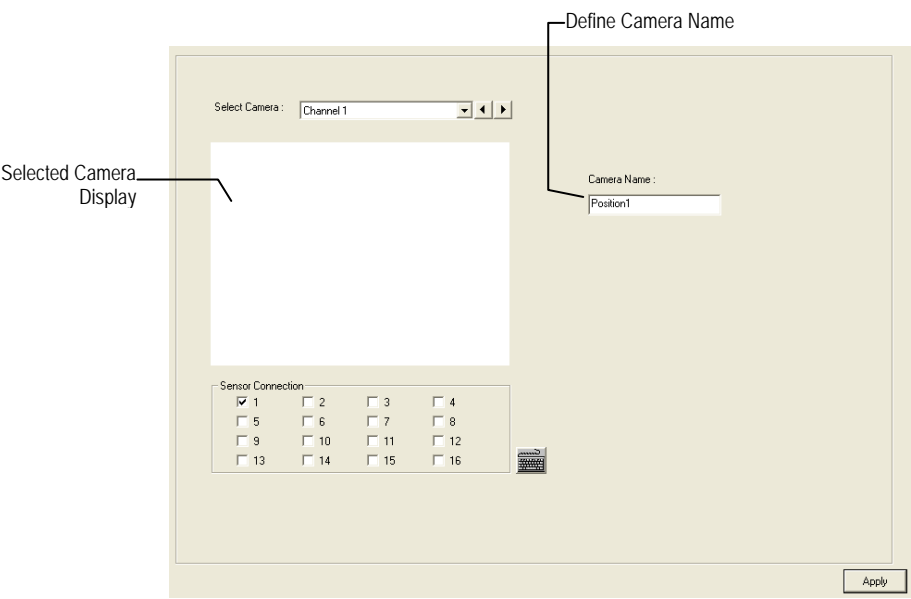 Define Camera Name
Select Camera :
Channel 1
Selected Camera
Display
Camera Name :
Position1
Sensor Connection
1 2 3 4
5 6 7 8
9 10 11 12
13 14 15 16
Apply